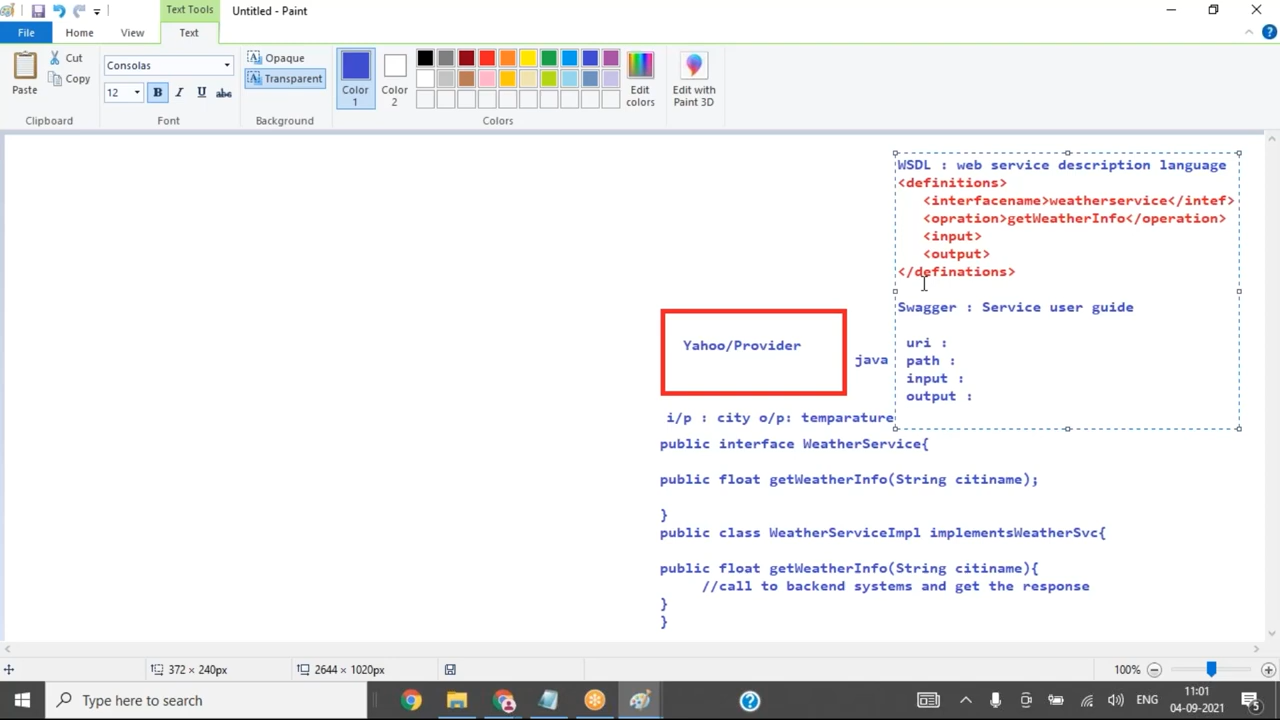 Text Tools
Untitled - Paint
File
Home
View
Text
Paste
Cut
Copy
Clipboard
Consolas
12
B
I
U
abc
Font
Opaque
Transparent
Background
Color 1
Color 2
Edit colors
Colors
Edit with Paint 3D
WSDL : web service description language
<definitions>
<interfacename>weatherservice</intef>
<opration>getWeatherInfo</operation>
<input>
<output>
</definations>
Swagger : Service user guide
uri :
path :
input :
output :
Yahoo/Provider
java
i/p : city o/p: temparature
public interface WeatherService{
public float getWeatherInfo(String citiname);
}
public class WeatherServiceImpl implementsWeatherSvc{
public float getWeatherInfo(String citiname){
//call to backend systems and get the response
}
}
372 × 240px
2644 × 1020px
100%
Type here to search
ENG
11:01
04-09-2021
5